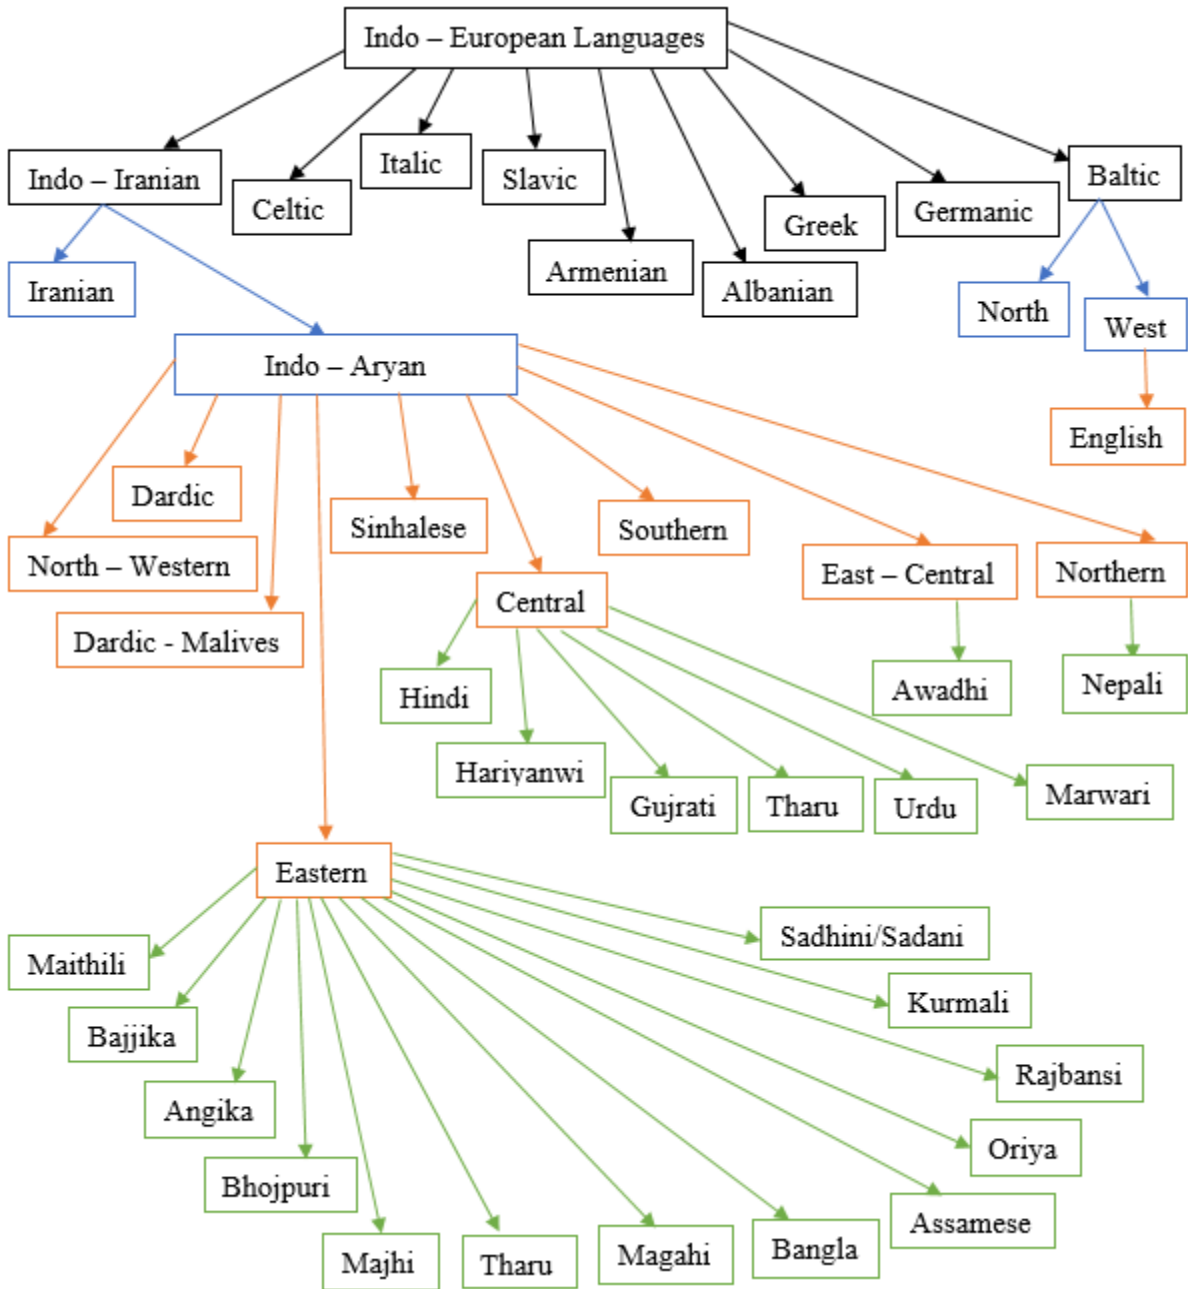 Indo – European Languages
Indo – Iranian
Celtic
Italic
Slavic
Armenian
Albanian
Greek
Germanic
Baltic
Iranian
Indo – Aryan
North
West
English
North – Western
Dardic
Dardic - Malives
Sinhalese
Central
Southern
East – Central
Northern
Hindi
Hariyanwi
Gujrati
Tharu
Urdu
Marwari
Awadhi
Nepali
Eastern
Maithili
Bajjika
Angika
Bhojpuri
Majhi
Tharu
Magahi
Bangla
Assamese
Oriya
Rajbansi
Kurmali
Sadhini/Sadani